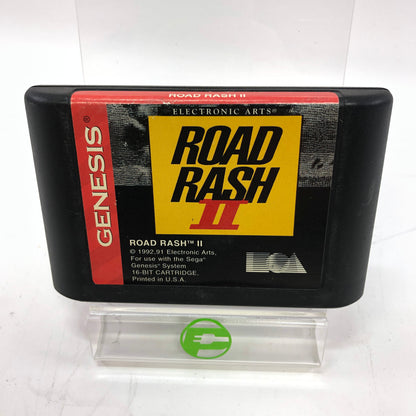 ROAD RASH II
ELECTRONIC ARTS®
GENESIS®
ROAD
RASH
II
ROAD RASH™ II
© 1992,91 Electronic Arts,
For use with the Sega®
Genesis System
16-BIT CARTRIDGE.
Printed in U.S.A.
EA